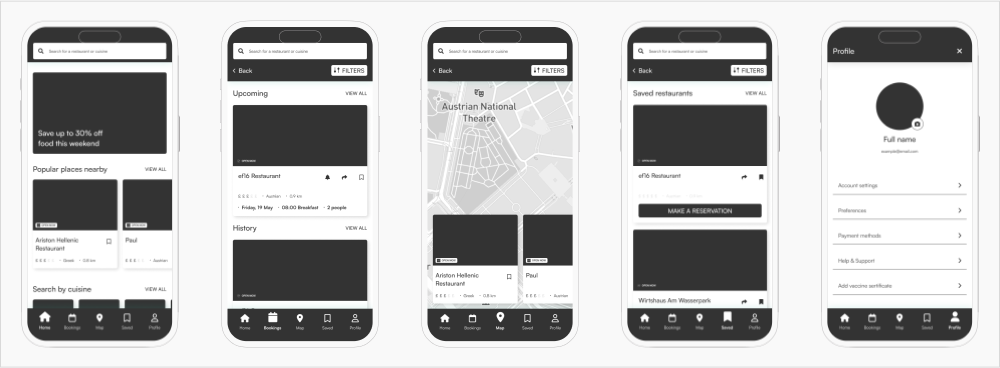 Search for a restaurant or cuisine
Save up to 30% off
food this weekend
Popular places nearby
VIEW ALL
OPEN NOW
Ariston Hellenic
Restaurant
£ £ £ £ £ • Greek • 0.8 km
Paul
£ £ £ £ £ • Austrian
Search by cuisine
VIEW ALL
Home
Bookings
Map
Saved
Profile
Search for a restaurant or cuisine
Back
FILTERS
Upcoming
VIEW ALL
OPEN NOW
ef16 Restaurant
£ £ £ £ £ • Austrian • 0.9 km
• Friday, 19 May • 08:00 Breakfast • 2 people
History
VIEW ALL
OPEN NOW
Home
Bookings
Map
Saved
Profile
Search for a restaurant or cuisine
Back
FILTERS
Austrian National
Theatre
OPEN NOW
Ariston Hellenic
Restaurant
£ £ £ £ £ • Greek • 0.8 km
OPEN NOW
Paul
£ £ £ £ £ • Austrian
Home
Bookings
Map
Saved
Profile
Search for a restaurant or cuisine
Back
FILTERS
Saved restaurants
VIEW ALL
OPEN NOW
ef16 Restaurant
MAKE A RESERVATION
OPEN NOW
Wirtshaus Am Wasserpark
Home
Bookings
Map
Saved
Profile
Profile
Full name
example@email.com
Account settings
Preferences
Payment methods
Help & Support
Add vaccine sertificate
Home
Bookings
Map
Saved
Profile